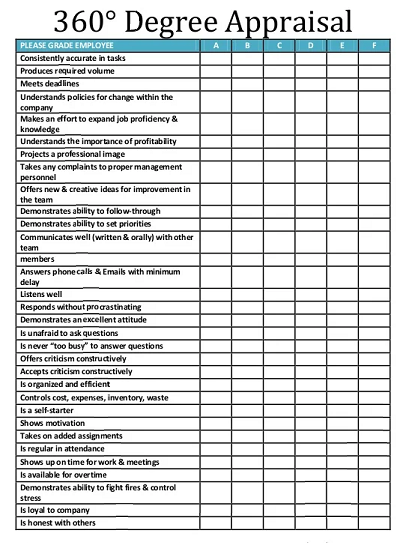 360° Degree Appraisal
PLEASE GRADE EMPLOYEE A B C D E F
Consistently accurate in tasks
Produces required volume
Meets deadlines
Understands policies for change within the
company
Makes an effort to expand job proficiency &
knowledge
Understands the importance of profitability
Projects a professional image
Takes any complaints to proper management
personnel
Offers new & creative ideas for improvement in
the team
Demonstrates ability to follow-through
Demonstrates ability to set priorities
Communicates well (written & orally) with other
team
members
Answers phone calls & Emails with minimum
delay
Listens well
Responds without procrastinating
Demonstrates an excellent attitude
Is unafraid to ask questions
Is never “too busy” to answer questions
Offers criticism constructively
Accepts criticism constructively
Is organized and efficient
Controls cost, expenses, inventory, waste
Is a self-starter
Shows motivation
Takes on added assignments
Is regular in attendance
Shows up on time for work & meetings
Is available for overtime
Demonstrates ability to fight fires & control
stress
Is loyal to company
Is honest with others